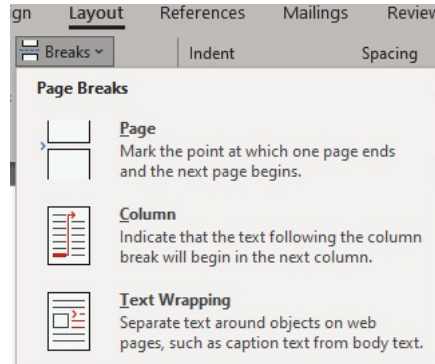 Layout References Mailings
Breaks Indent Spacing
Page Breaks
Page
Mark the point at which one page ends
and the next page begins.
Column
Indicate that the text following the column
break will begin in the next column.
Text Wrapping
Separate text around objects on web
pages, such as caption text from body text.